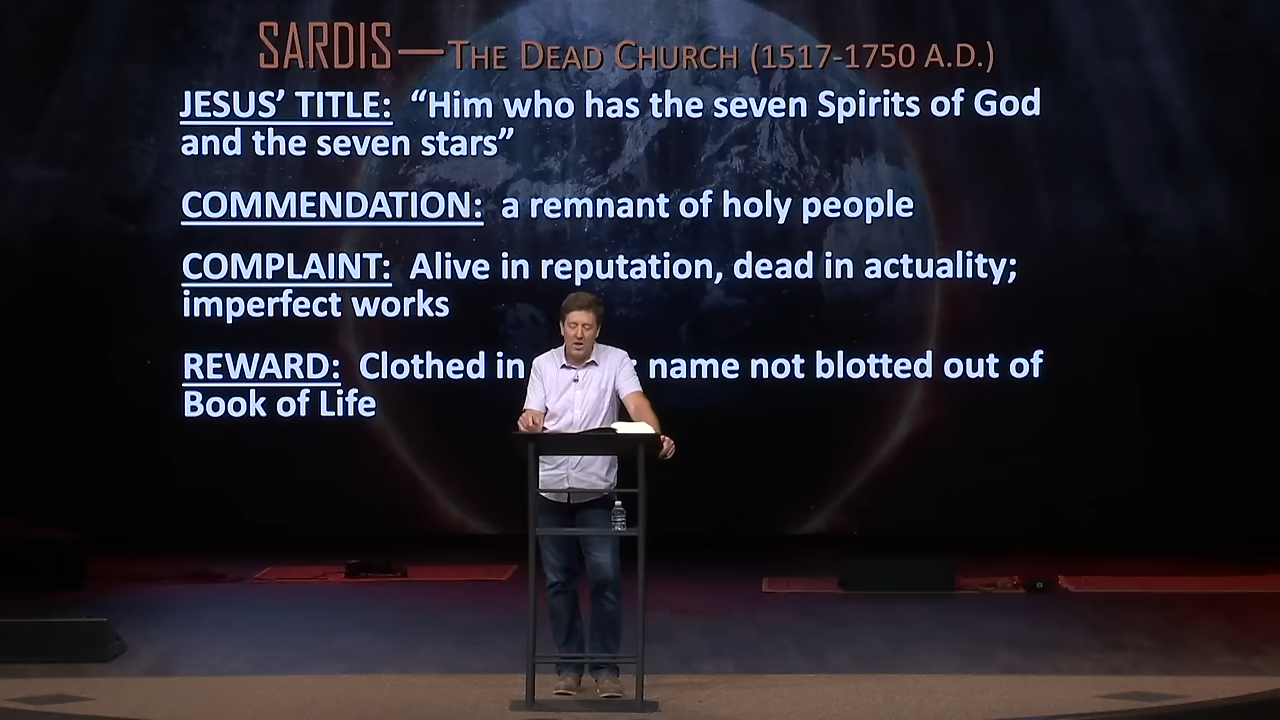 SARDIS—THE DEAD CHURCH (1517-1750 A.D.)
JESUS’ TITLE: “Him who has the seven Spirits of God
and the seven stars”
COMMENDATION: a remnant of holy people
COMPLAINT: Alive in reputation, dead in actuality;
imperfect works
REWARD: Clothed in name not blotted out of
Book of Life